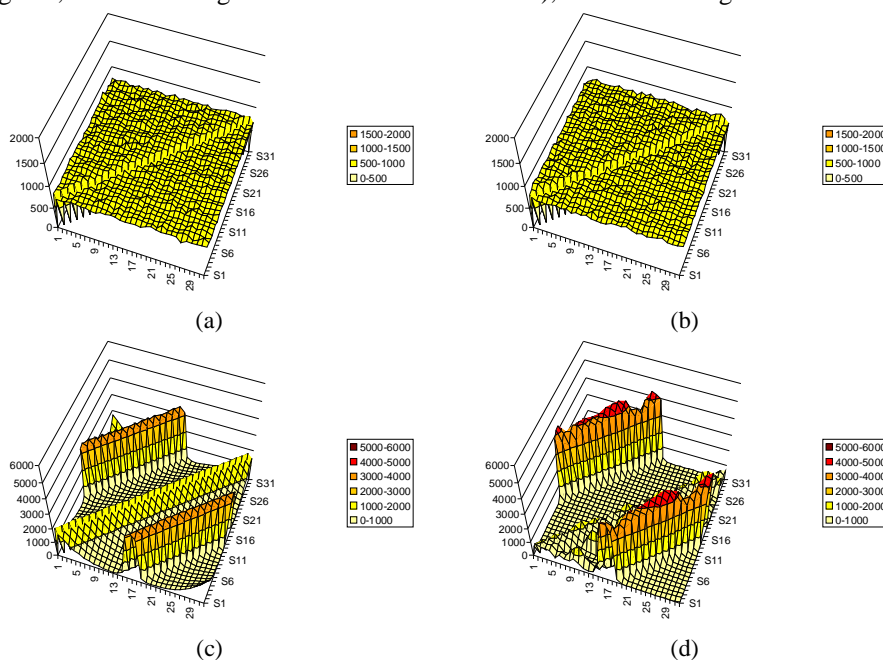 2000
1500
1000
500
0
1
5
9
13
17
21
25
29
S1
S6
S11
S16
S21
S26
S31
1500-2000
1000-1500
500-1000
0-500
(a)
2000
1500
1000
500
0
1
5
9
13
17
21
25
29
S1
S6
S11
S16
S21
S26
S31
1500-2000
1000-1500
500-1000
0-500
(b)
6000
5000
4000
3000
2000
1000
0
1
5
9
13
17
21
25
29
S1
S6
S11
S16
S21
S26
S31
5000-6000
4000-5000
3000-4000
2000-3000
1000-2000
0-1000
(c)
6000
5000
4000
3000
2000
1000
0
1
5
9
13
17
21
25
29
S1
S6
S11
S16
S21
S26
S31
5000-6000
4000-5000
3000-4000
2000-3000
1000-2000
0-1000
(d)